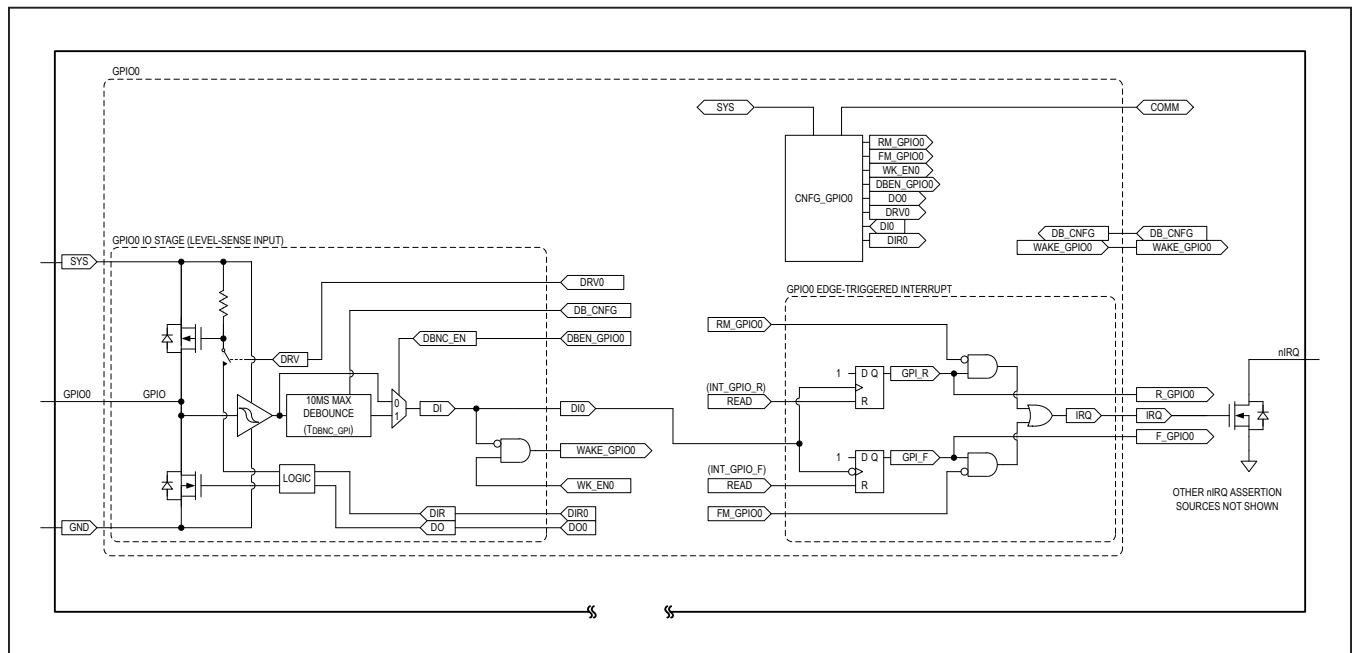 GPIO0
SYS
COMM
RM_GPIO0
FM_GPIO0
WK_EN0
DBEN_GPIO0
CNFG_GPIO0
DO0
DRV0
DI0
DIR0
DB_CNFG
DB_CNFG
WAKE_GPIO0
WAKE_GPIO0
GPIO0 IO STAGE (LEVEL-SENSE INPUT)
SYS
DRV0
DB_CNFG
DBNC_EN
DBEN_GPIO0
DRV
GPIO0
GPIO
10MS MAX
DEBOUNCE
(TDBNC_GPI)
0
1
DI
DI0
WAKE_GPIO0
WK_EN0
LOGIC
DIR
DIR0
DO
DO0
GND
GPIO0 EDGE-TRIGGERED INTERRUPT
RM_GPIO0
1
D Q
R
GPI_R
(INT_GPIO_R)
READ
R_GPIO0
IRQ
IRQ
F_GPIO0
1
D Q
R
GPI_F
(INT_GPIO_F)
READ
FM_GPIO0
nIRQ
OTHER nIRQ ASSERTION
SOURCES NOT SHOWN